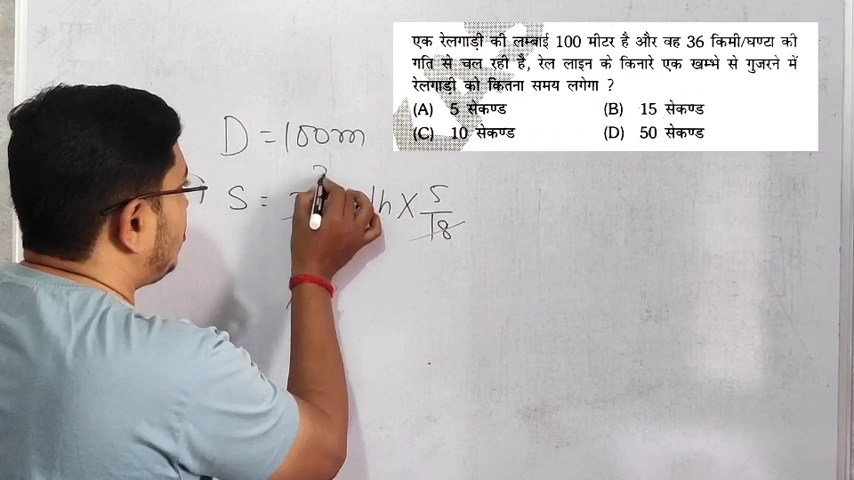 एक रेलगाड़ी की लम्बाई 100 मीटर है और वह 36 किमी/घण्टा की
गति से चल रही है, रेल लाइन के किनारे एक खम्भे से गुजरने में
रेलगाड़ी को कितना समय लगेगा ?
(A) 5 सेकण्ड (B) 15 सेकण्ड
(C) 10 सेकण्ड (D) 50 सेकण्ड
D = 100m
S = h × 5/18